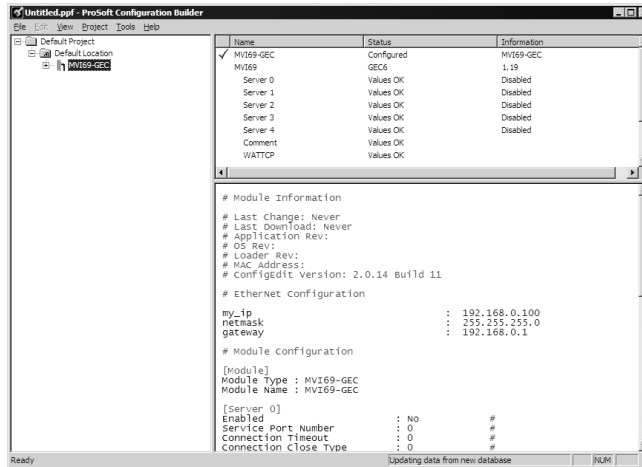 Untitled.ppf - ProSoft Configuration Builder
File Edit View Project Tools Help
Default Project
Default Location
MVI69-GEC
Name Status Information
MVI69-GEC Configured MVI69-GEC
MVI69 GEC6 1.19
Server 0 Values OK Disabled
Server 1 Values OK Disabled
Server 2 Values OK Disabled
Server 3 Values OK Disabled
Server 4 Values OK Disabled
Comment Values OK
WATTCP Values OK
# Module Information
# Last Change: Never
# Last Download: Never
# Application Rev:
# OS Rev:
# Loader Rev:
# MAC Address:
# ConfigEdit Version: 2.0.14 Build 11
# EtherNet Configuration
my_ip : 192.168.0.100
netmask : 255.255.255.0
gateway : 192.168.0.1
# Module Configuration
[Module]
Module Type : MVI69-GEC
Module Name : MVI69-GEC
[Server 0]
Enabled : No #
Service Port Number : 0 #
Connection Timeout : 0 #
Connection Close Type : 0 #
Ready Updating data from new database NUM